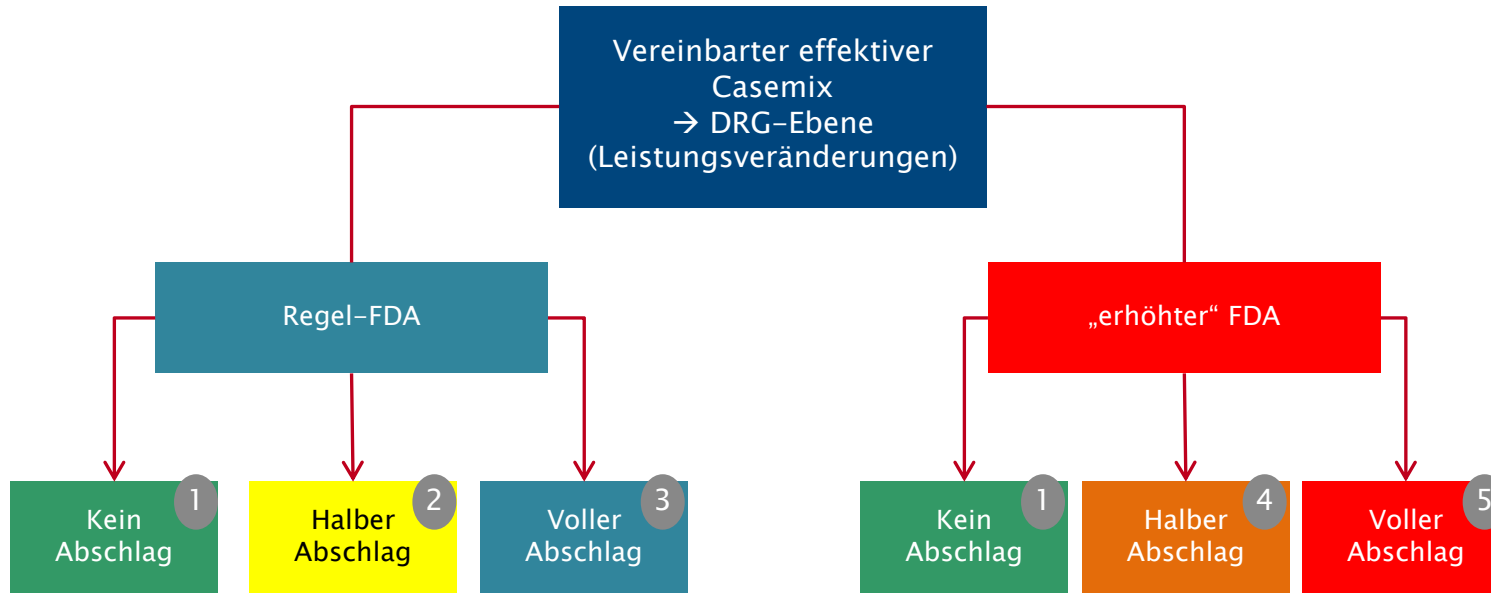 Vereinbarter effektiver
Casemix
→ DRG-Ebene
(Leistungsveränderungen)
Regel-FDA
„erhöhter“ FDA
Kein
Abschlag
1
Halber
Abschlag
2
Voller
Abschlag
3
Kein
Abschlag
1
Halber
Abschlag
4
Voller
Abschlag
5